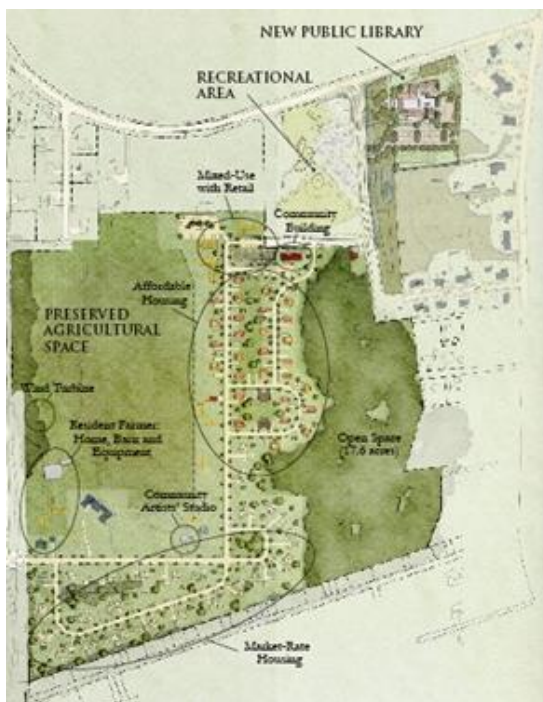 NEW PUBLIC LIBRARY
RECREATIONAL
AREA
Mixed-Use
with Retail
Community
Building
Affordable
Housing
PRESERVED
AGRICULTURAL
SPACE
Wind Turbine
Resident Farmer:
Home, Barn and
Equipment
Open Space
(17.6 acres)
Community
Artists' Studio
Market-Rate
Housing